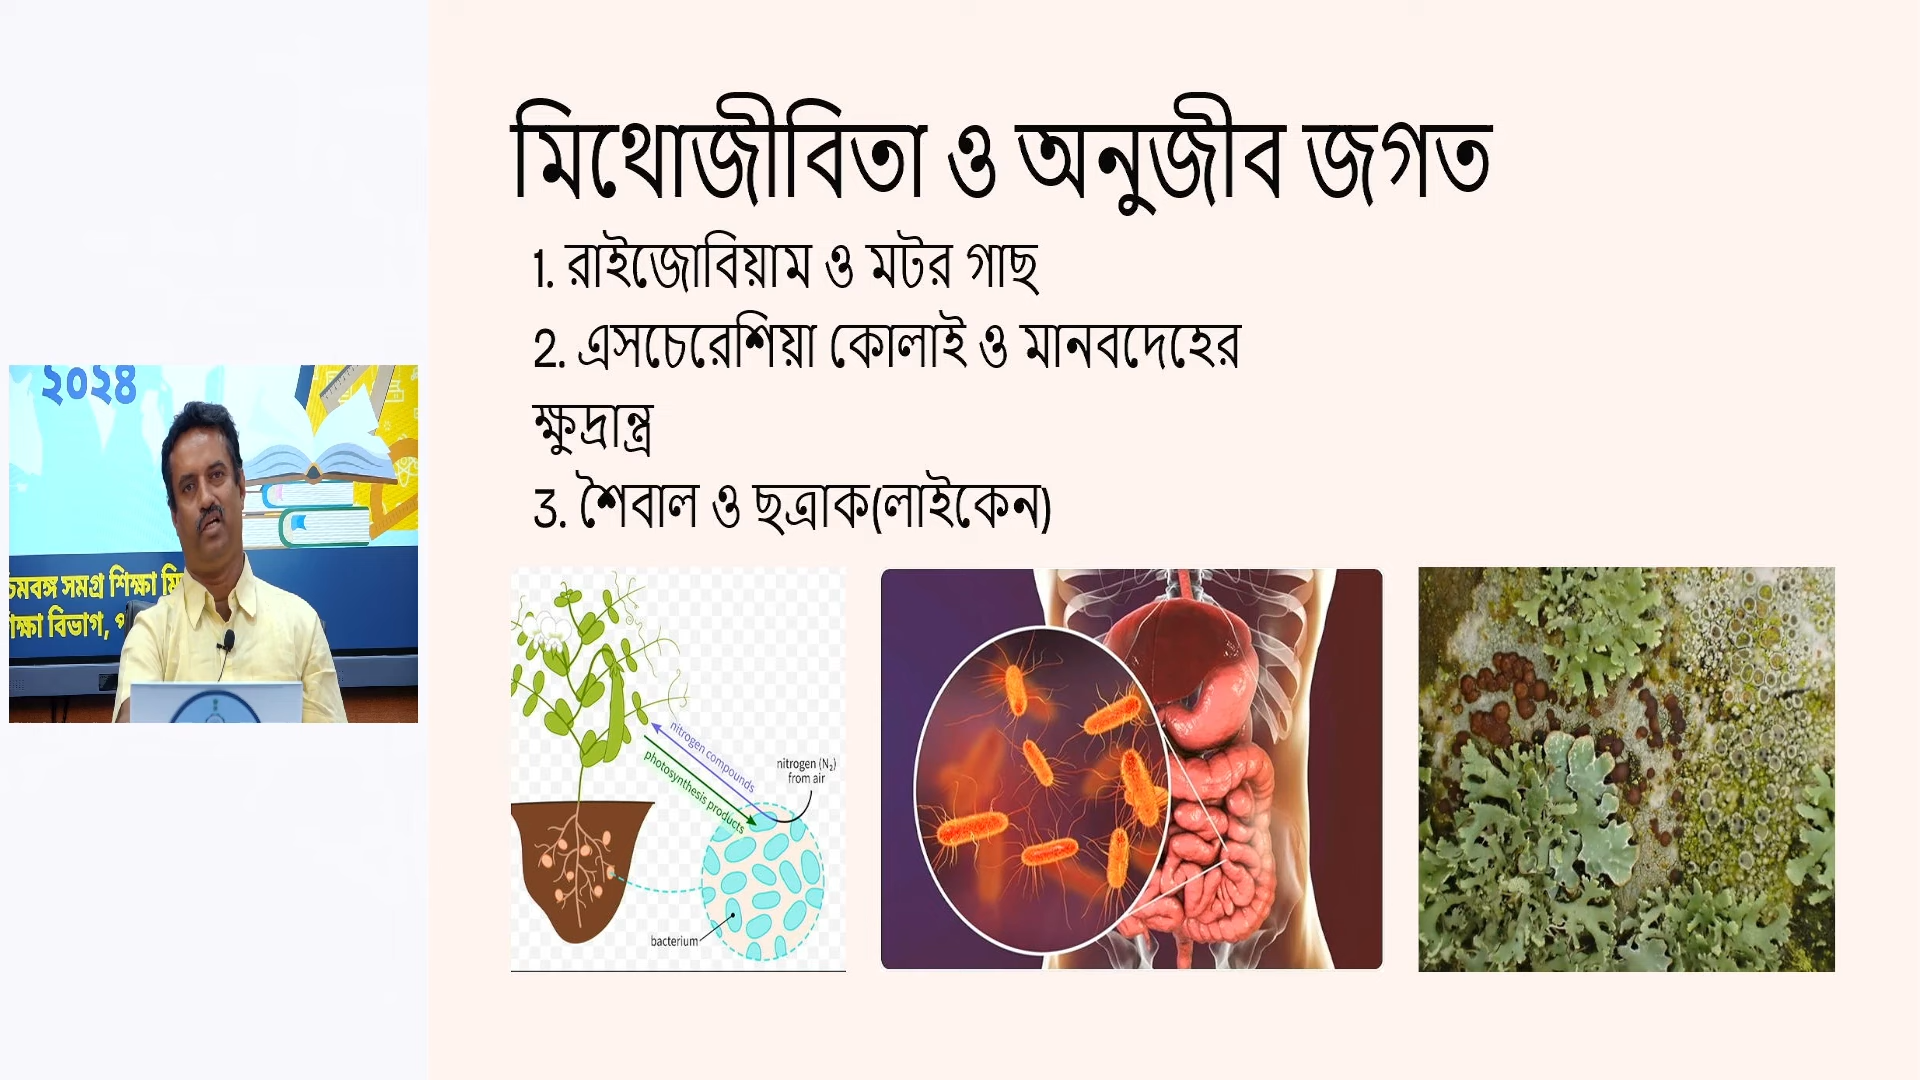 মিথোজীবিতা ও অনুজীব জগত
1. রাইজোবিয়াম ও মটর গাছ
2. এসচেরেশিয়া কোলাই ও মানবদেহের
ক্ষুদ্রান্ত্র
3. শৈবাল ও ছত্রাক(লাইকেন)
২০২৪
চমবঙ্গ সমগ্র শিক্ষা মি
ক্ষা বিভাগ, প
nitrogen compounds
photosynthesis products
nitrogen (N₂)
from air
bacterium